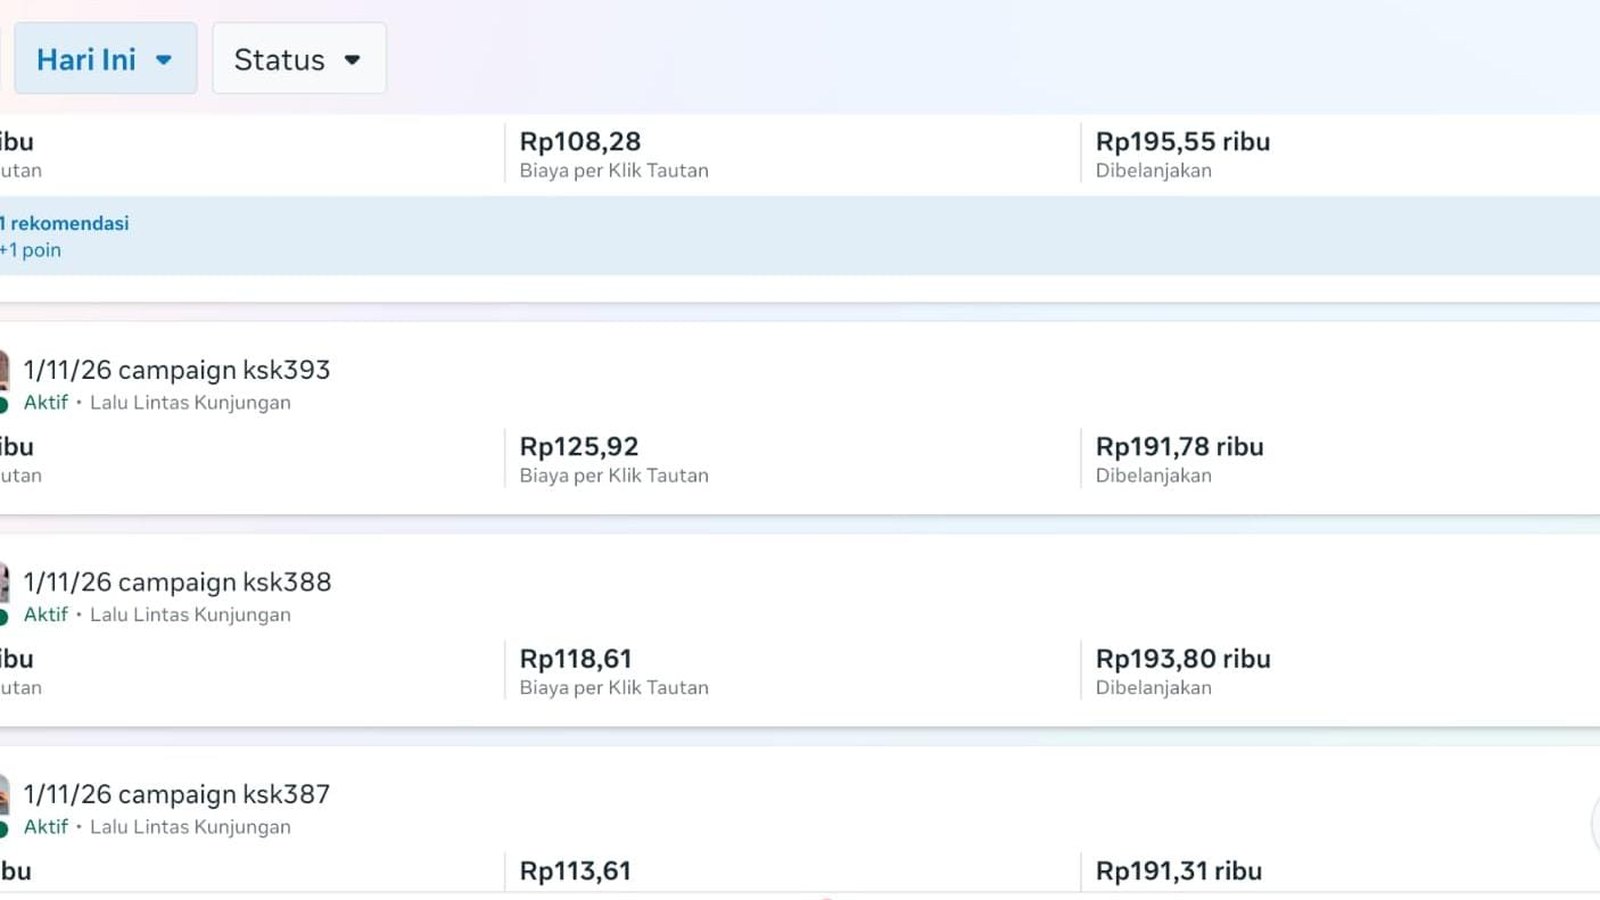 Hari Ini
Status
ibu
Rp108,28
Rp195,55 ribu
utan
Biaya per Klik Tautan
Dibelanjakan
1 rekomendasi
+1 poin
1/11/26 campaign ksk393
Aktif • Lalu Lintas Kunjungan
ibu
Rp125,92
Rp191,78 ribu
utan
Biaya per Klik Tautan
Dibelanjakan
1/11/26 campaign ksk388
Aktif • Lalu Lintas Kunjungan
ibu
Rp118,61
Rp193,80 ribu
utan
Biaya per Klik Tautan
Dibelanjakan
1/11/26 campaign ksk387
Aktif • Lalu Lintas Kunjungan
ibu
Rp113,61
Rp191,31 ribu